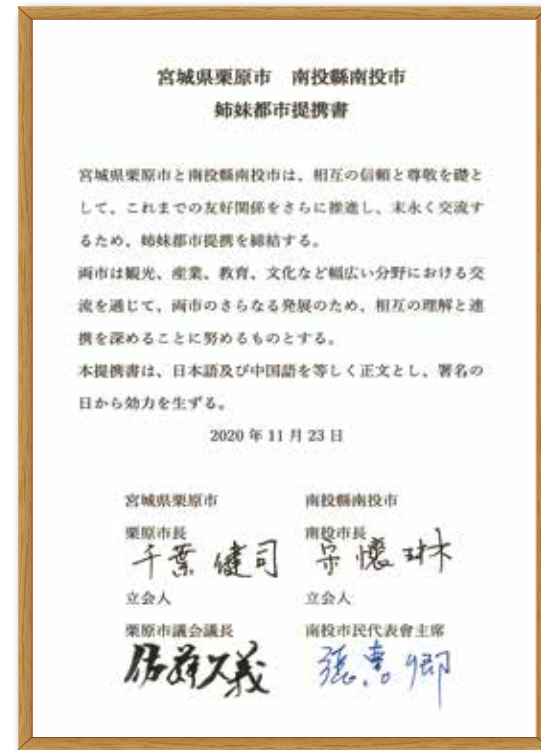 宮城県栗原市 南投縣南投市
姉妹都市提携書
宮城県栗原市と南投縣南投市は、相互の信頼と尊敬を礎と
して、これまでの友好関係をさらに推進し、末永く交流す
るため、姉妹都市提携を締結する。
両市は観光、産業、教育、文化など幅広い分野における交
流を通じて、両市のさらなる発展のため、相互の理解と連
携を深めることに努めるものとする。
本提携書は、日本語及び中国語を等しく正文とし、署名の
日から効力を生ずる。
2020 年 11 月 23 日
宮城県栗原市 南投縣南投市
栗原市長 南投市長
千葉健司 宋懷琳
立会人 立会人
栗原市議会議長 南投市民代表會主席
佐藤久義 張嘉卿